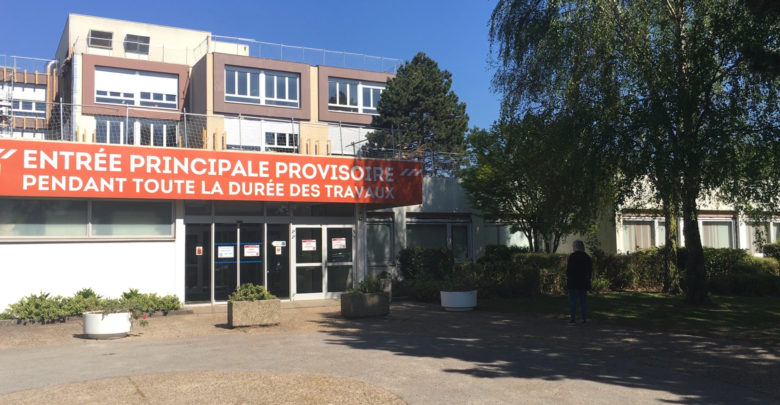 ENTRÉE PRINCIPALE PROVISOIRE
PENDANT TOUTE LA DURÉE DES TRAVAUX